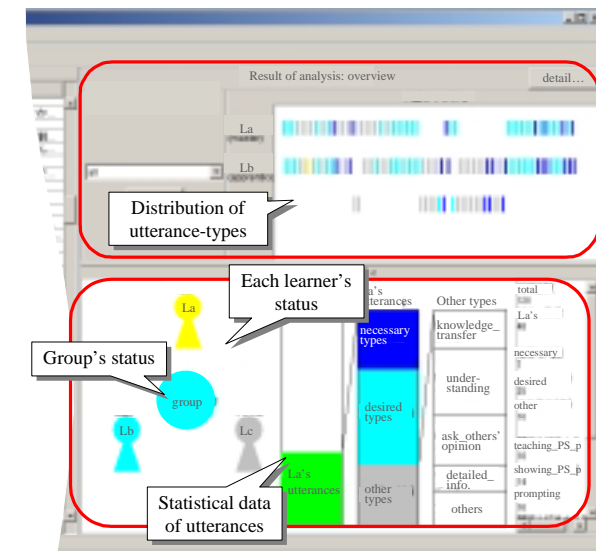 Result of analysis: overview
detail…
La
Lb
Distribution of
utterance-types
Each learner's
status
Group's status
La
group
Lb
Lc
La's
utterances
Statistical data
of utterances
utterances
necessary
types
desired
types
other
types
Other types
knowledge_
transfer
under-
standing
ask_others'
opinion
detailed_
info.
others
total
La's
necessary
desired
other
teaching_PS_p
showing_PS_p
prompting